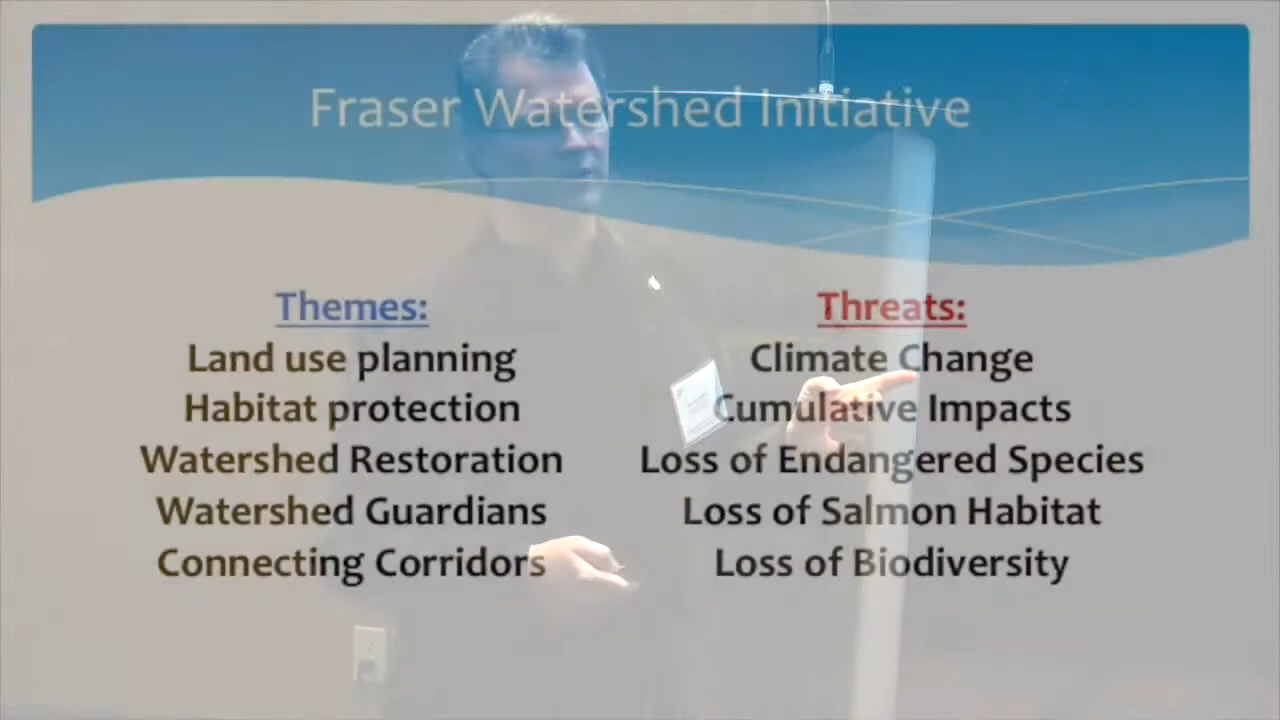 Fraser Watershed Initiative
Themes:
Land use planning
Habitat protection
Watershed Restoration
Watershed Guardians
Connecting Corridors
Threats:
Climate Change
Cumulative Impacts
Loss of Endangered Species
Loss of Salmon Habitat
Loss of Biodiversity